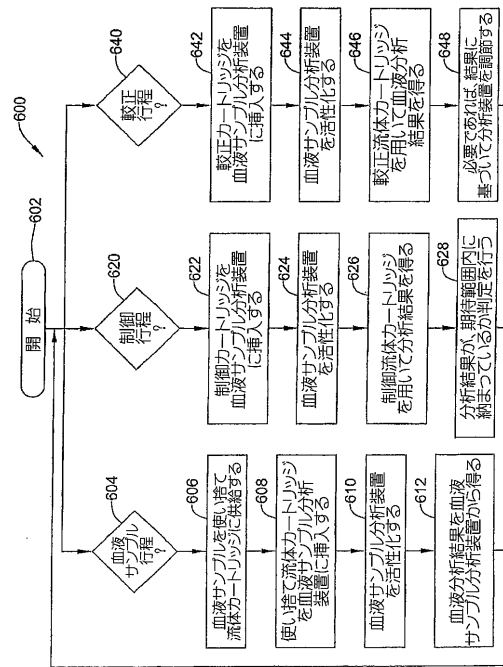 600
602
開　始
604
血液
サンプル
行程
？
606
血液サンプルを使い捨て
流体カートリッジに供給する
608
使い捨て流体カートリッジ
を血液サンプル分析
装置に挿入する
610
血液サンプル分析装置
を活性化する
612
血液分析結果を血液
サンプル分析装置から得る
620
制御
行程
？
622
制御カートリッジを
血液サンプル分析装置
に挿入する
624
血液サンプル分析装置
を活性化する
626
制御流体カートリッジ
を用いて分析結果を得る
628
分析結果が、期待範囲内に
納まっているか判定を行う
640
較正
行程
？
642
較正カートリッジを
血液サンプル分析装置
に挿入する
644
血液サンプル分析装置
を活性化する
646
較正流体カートリッジ
を用いて血液分析
結果を得る
648
必要であれば、結果に
基づいて分析装置を調節する